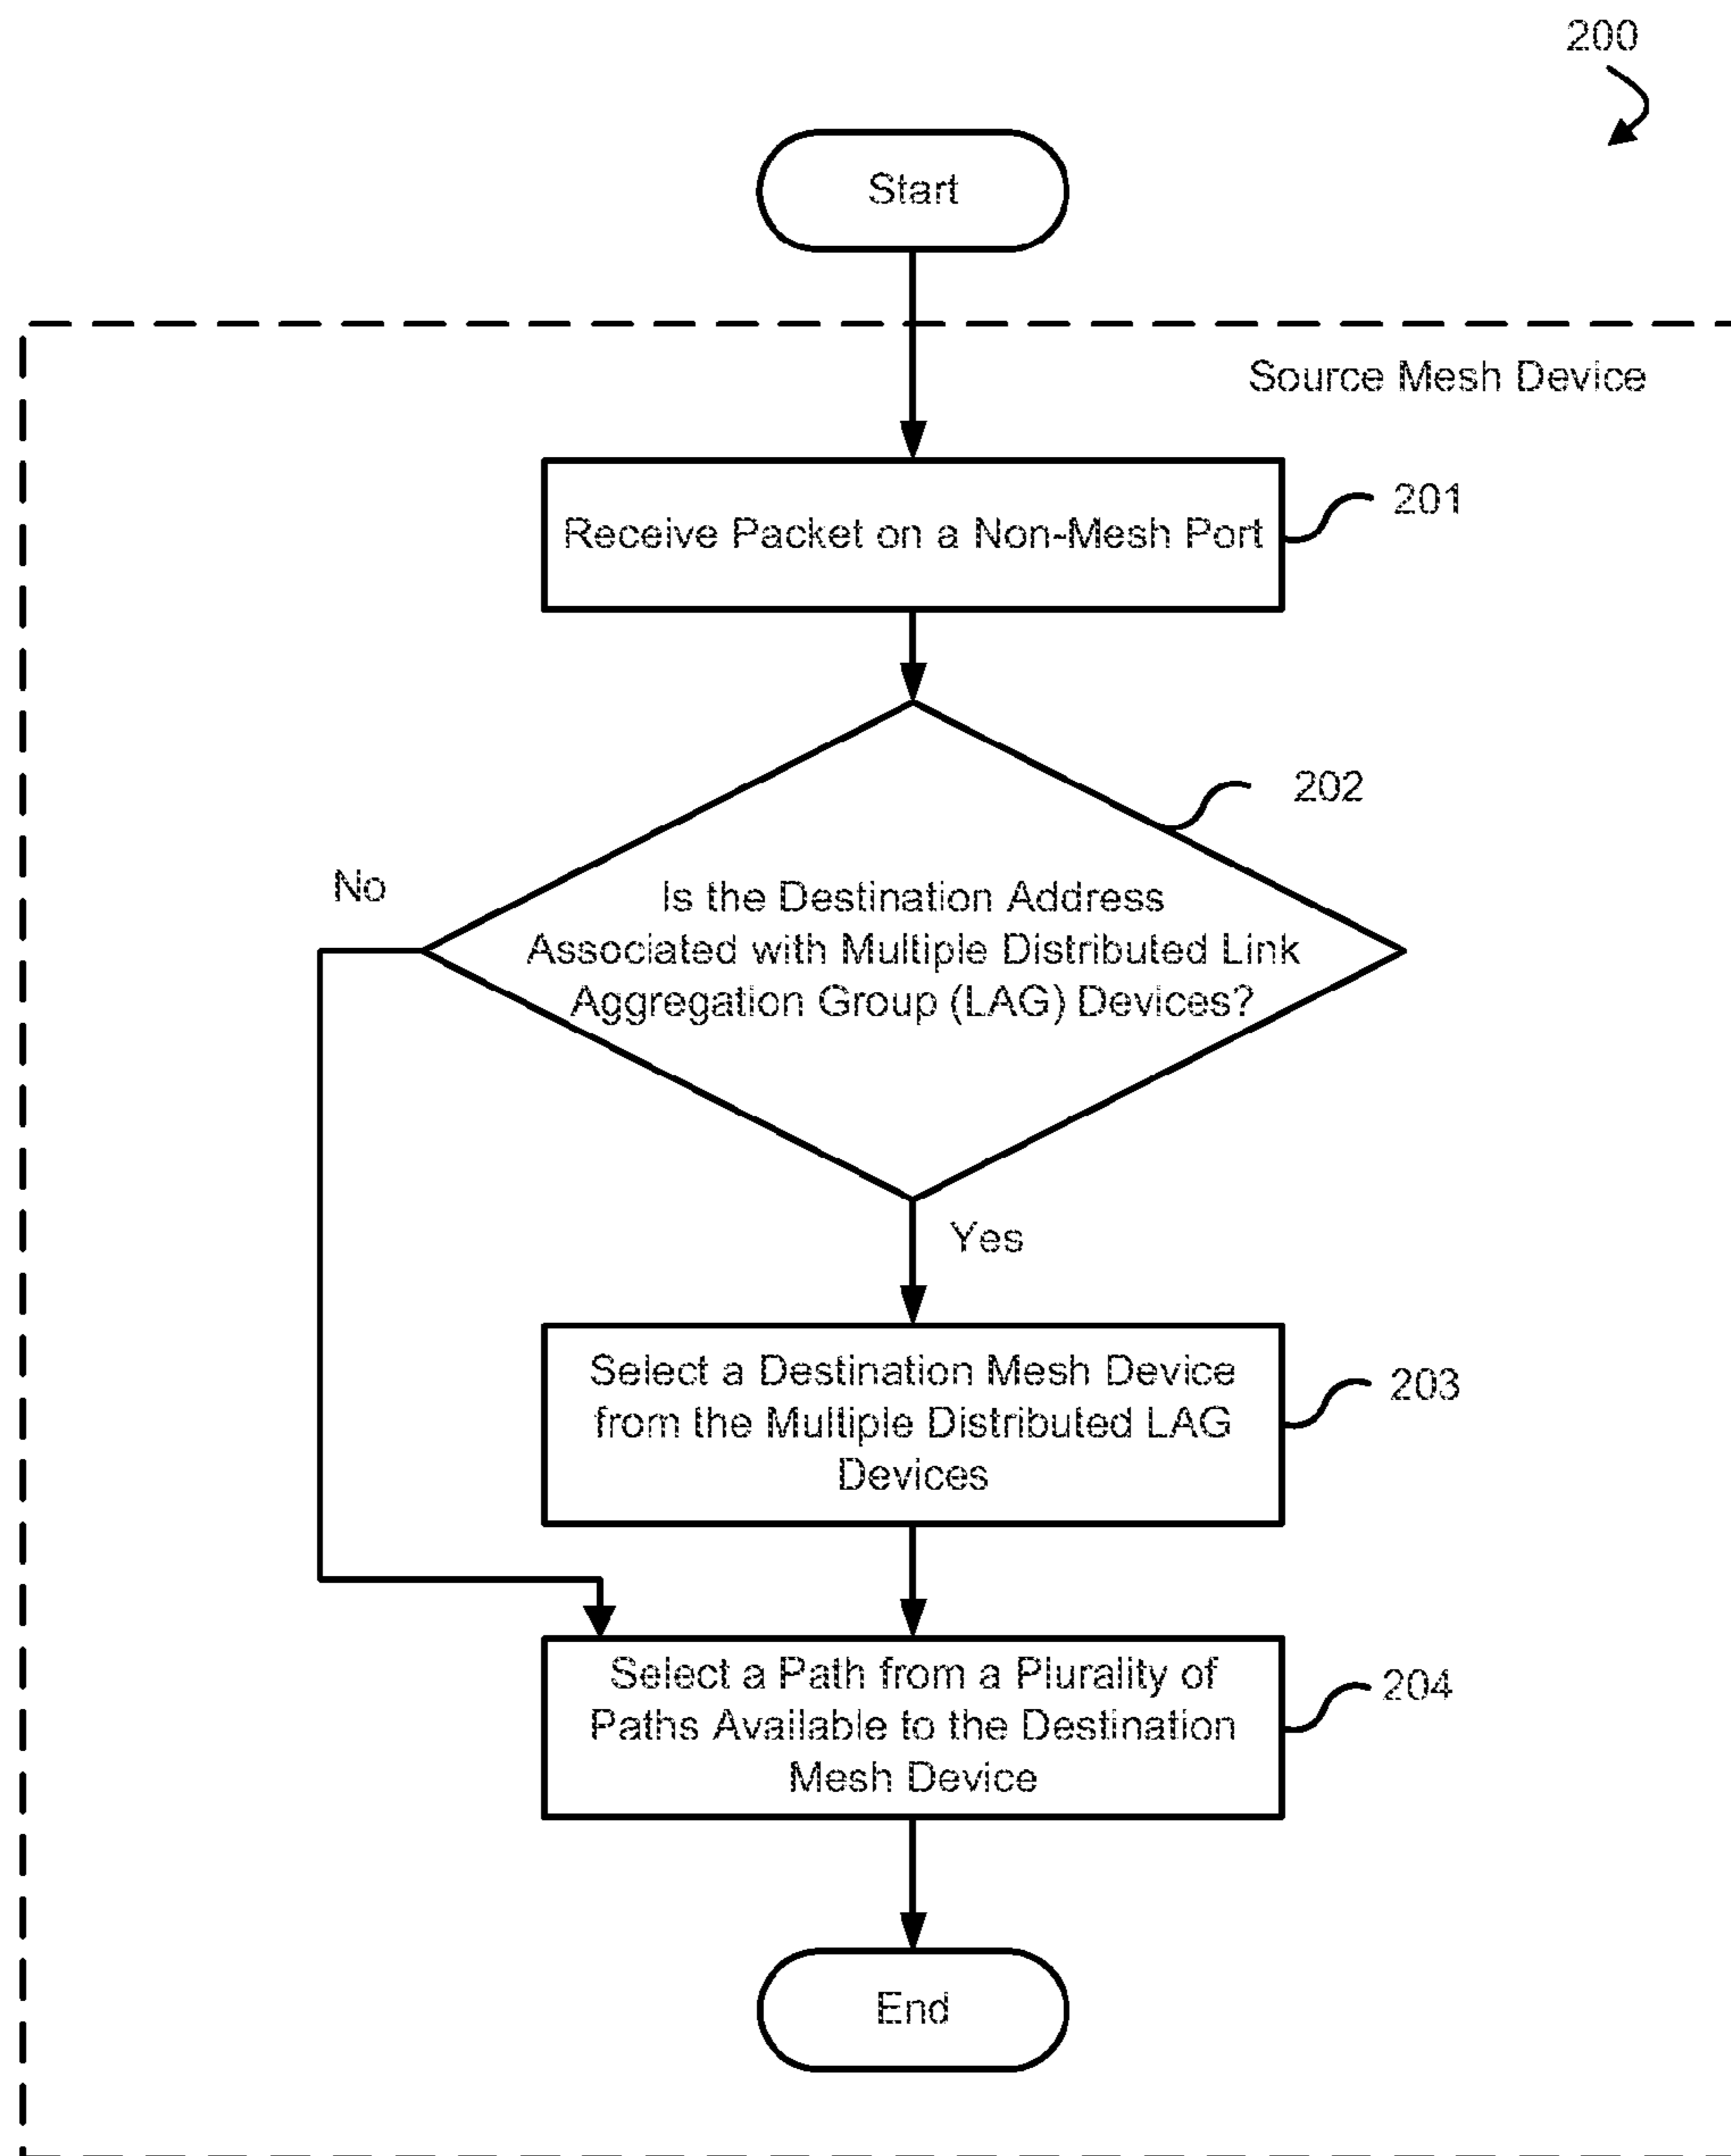 200
Start
Source Mesh Device
Receive Packet on a Non-Mesh Port
201
202
No
Is the Destination Address
Associated with Multiple Distributed Link
Aggregation Group (LAG) Devices?
Yes
Select a Destination Mesh Device
from the Multiple Distributed LAG
Devices
203
Select a Path from a Plurality of
Paths Available to the Destination
Mesh Device
204
End